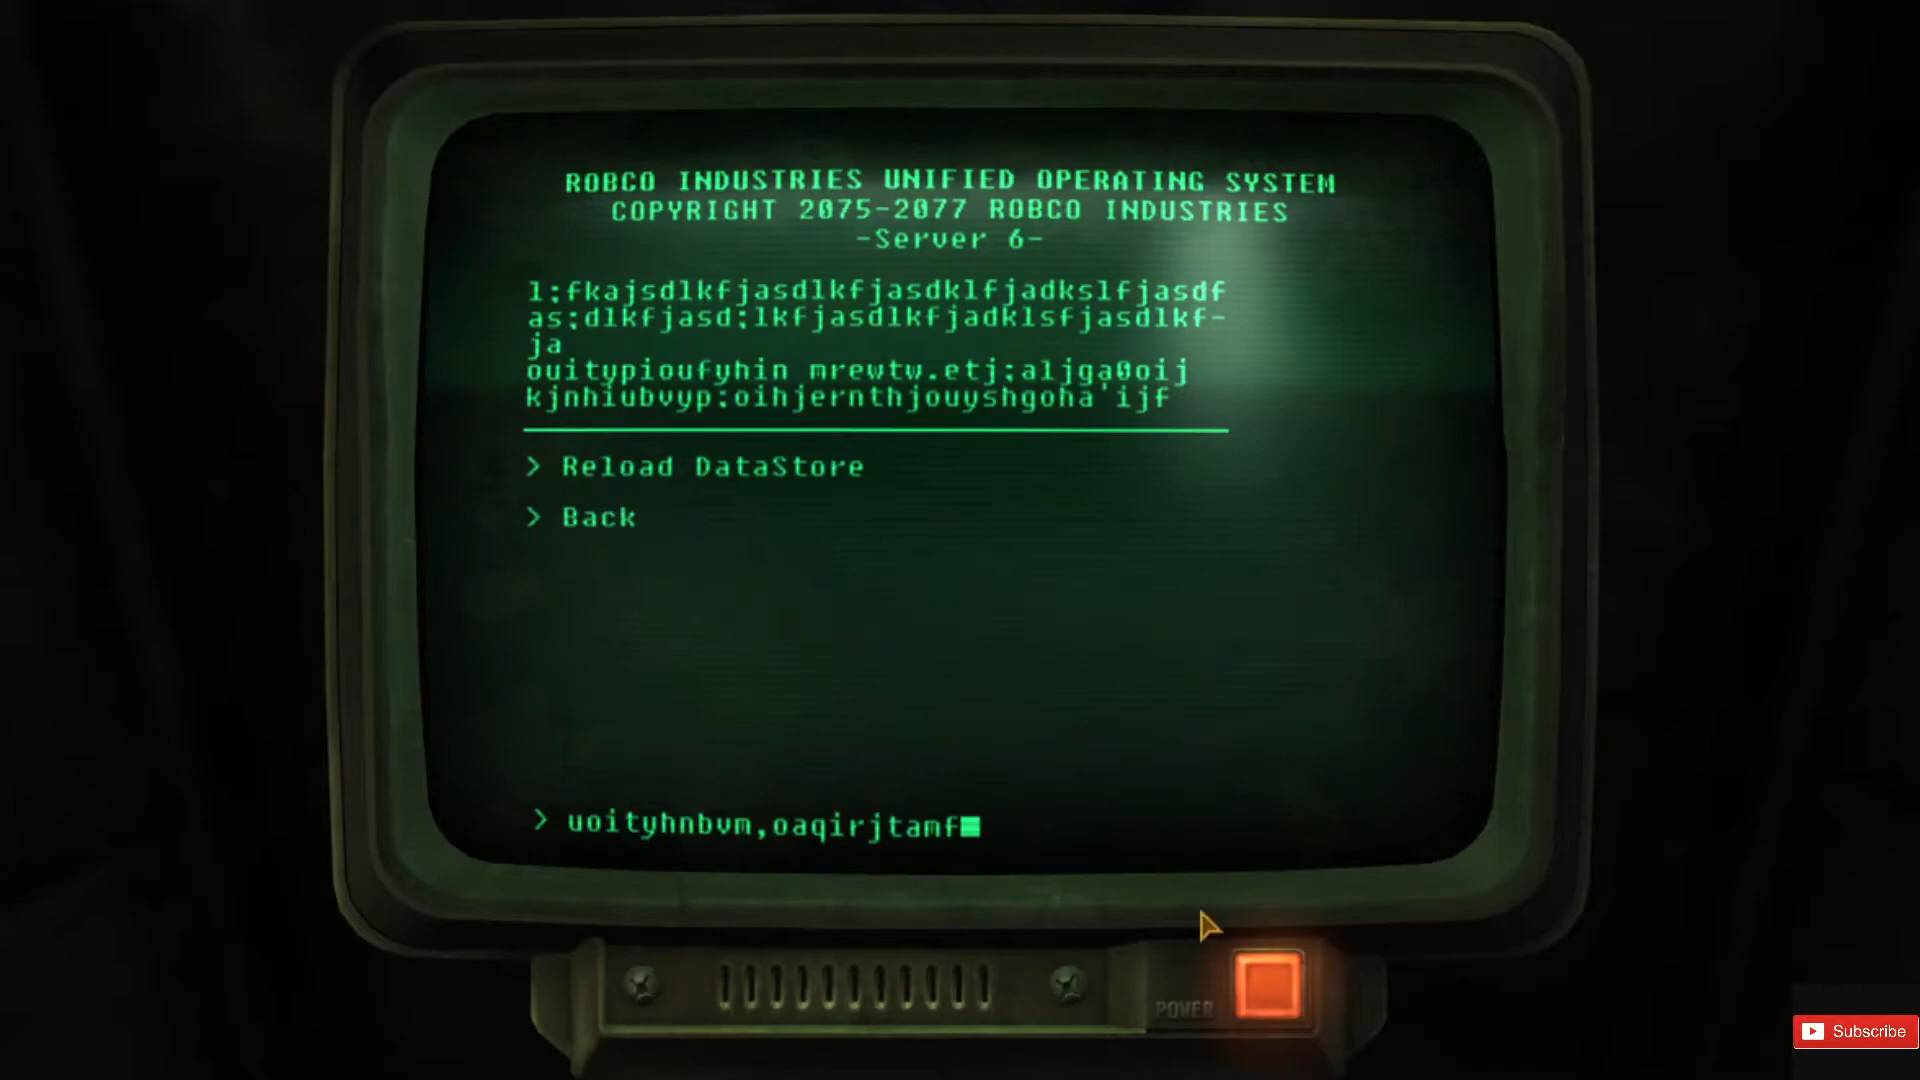 ROBCO INDUSTRIES UNIFIED OPERATING SYSTEM
COPYRIGHT 2075-2077 ROBCO INDUSTRIES
-Server 6-
l;fkajsdlkfjasdlkfjasdklfjadkslfjasdf
as;dlkfjasd;lkfjasdlkfjadklsfjasdlkf-
ja
ouitypioufyhin mrewtw.etj;aljga0oij
kjnhiubvyp;oihjernthjouyshgoha'ijf
> Reload DataStore
> Back
> uoityhnbvm,oaqirjtamf
POWER
Subscribe